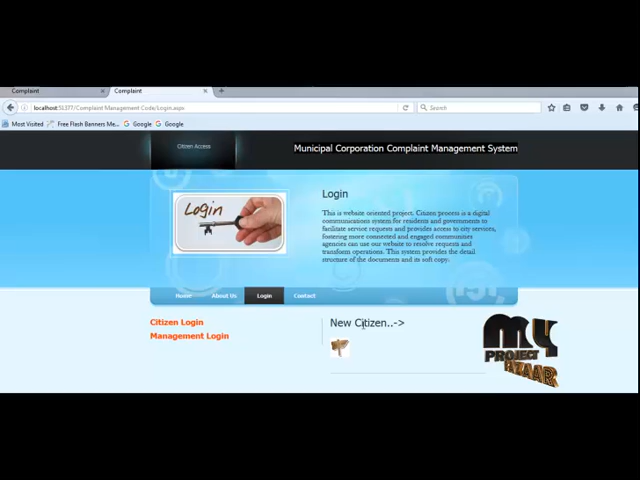 Complaint
Complaint
localhost:51377/Complaint Management Code/Login.aspx
Search
Most Visited
Free Flash Banners Me...
Google
Google
Citizen Access
Municipal Corporation Complaint Management System
Login
Login
This is website oriented project. Citizen process is a digital
communications system for residents and governments to
facilitate service requests and provides access to city services,
fostering more connected and engaged communities
agencies can use our website to resolve requests and
transform operations. This system provides the detail
structure of the documents and its soft copy.
Home
About Us
Login
Contact
Citizen Login
Management Login
New Citizen..->
MY
PROJECT
BAZAAR